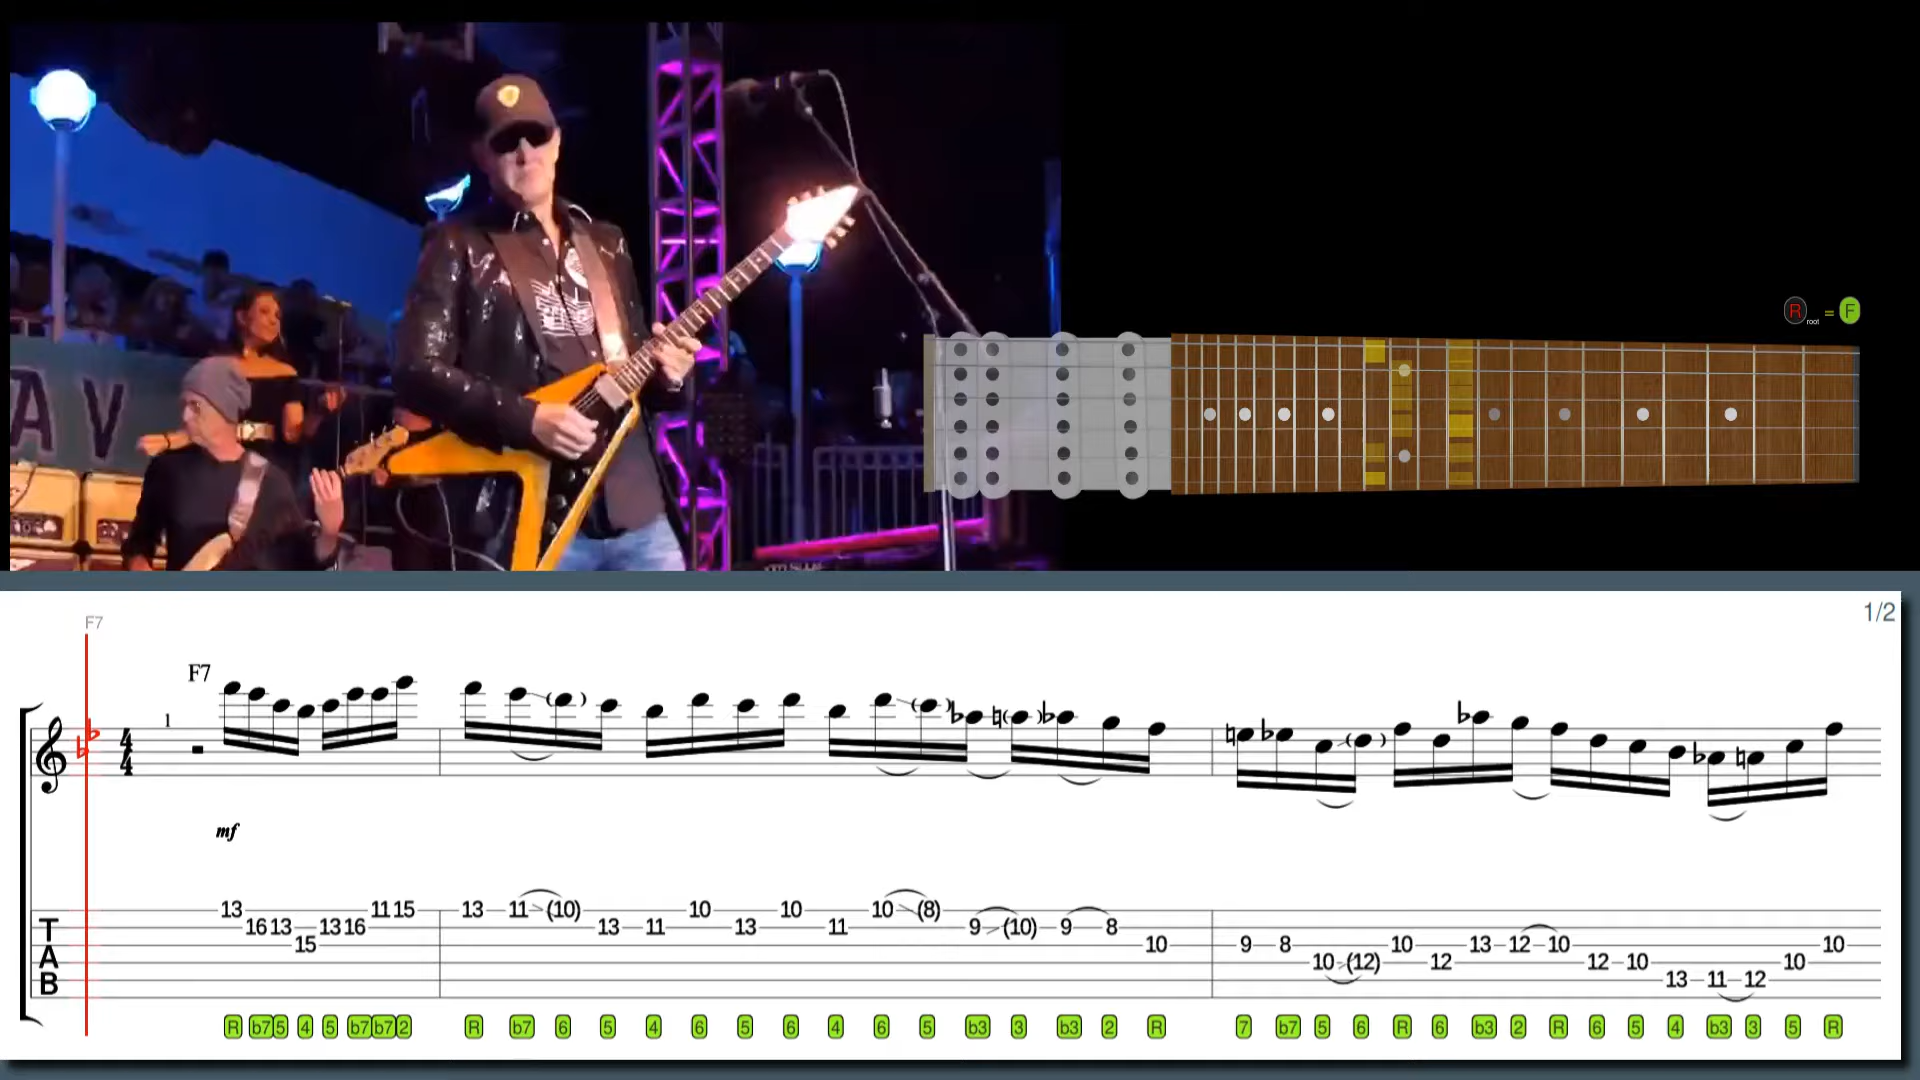 A V
R root = F
1/2
F7
F7
1
4
4
mf
13 16 13 15 13 16 11 15 13 11 (10) 13 11 10 13 10 11 10 (8) 9 (10) 9 8 10 9 8 10 (12) 10 12 13 12 10 12 10 13 11 12 10 10
T
A
B
R b7 5 4 5 b7 b7 2 R b7 6 5 4 6 5 6 4 6 5 b3 3 b3 2 R 7 b7 5 6 R 6 b3 2 R 6 5 4 b3 3 5 R